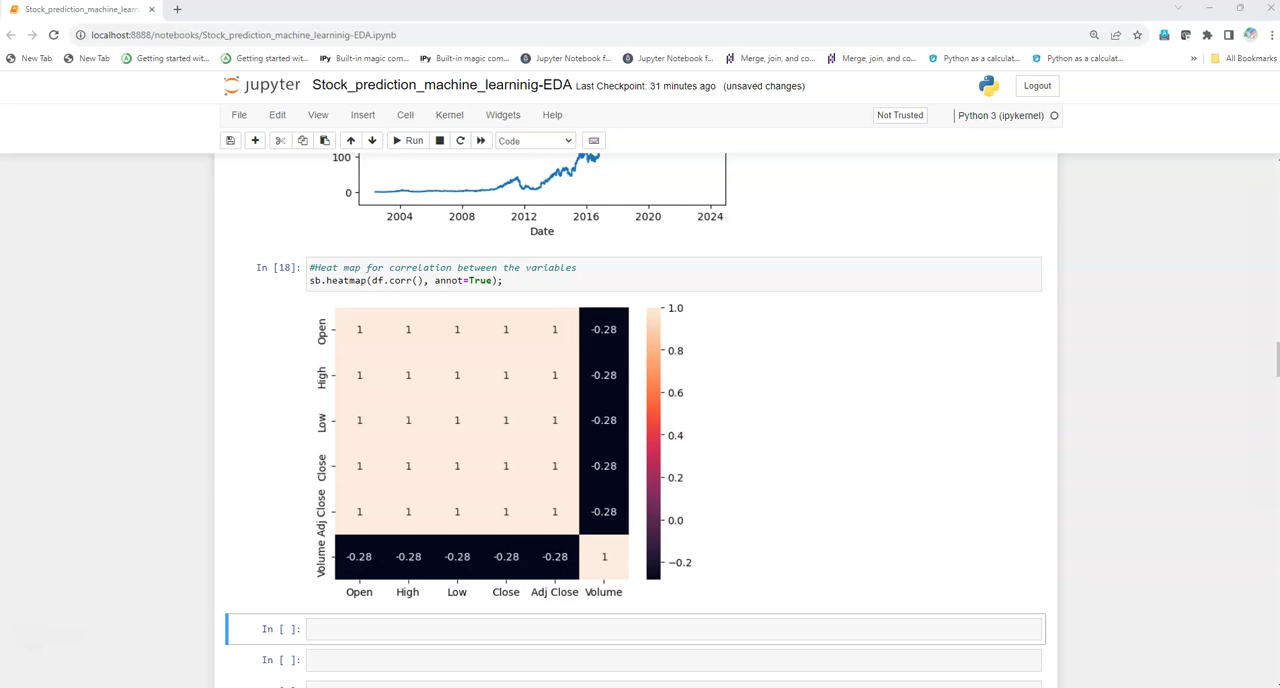 Stock_prediction_machine_learnin
localhost:8888/notebooks/Stock_prediction_machine_learninig-EDA.ipynb
New Tab New Tab Getting started wit... Getting started wit... IPy Built-in magic com... IPy Built-in magic com... Jupyter Notebook f... Jupyter Notebook f... Merge, join, and co... Merge, join, and co... Python as a calculat... Python as a calculat... » All Bookmarks
jupyter Stock_prediction_machine_learninig-EDA Last Checkpoint: 31 minutes ago (unsaved changes) Logout
File Edit View Insert Cell Kernel Widgets Help Not Trusted Python 3 (ipykernel)
Run Code
100
0
2004 2008 2012 2016 2020 2024
Date
In [18]: #Heat map for correlation between the variables
sb.heatmap(df.corr(), annot=True);
Open 1 1 1 1 1 -0.28
High 1 1 1 1 1 -0.28
Low 1 1 1 1 1 -0.28
Close 1 1 1 1 1 -0.28
Adj Close 1 1 1 1 1 -0.28
Volume -0.28 -0.28 -0.28 -0.28 -0.28 1
Open High Low Close Adj Close Volume
1.0
0.8
0.6
0.4
0.2
0.0
−0.2
In [ ]:
In [ ]: